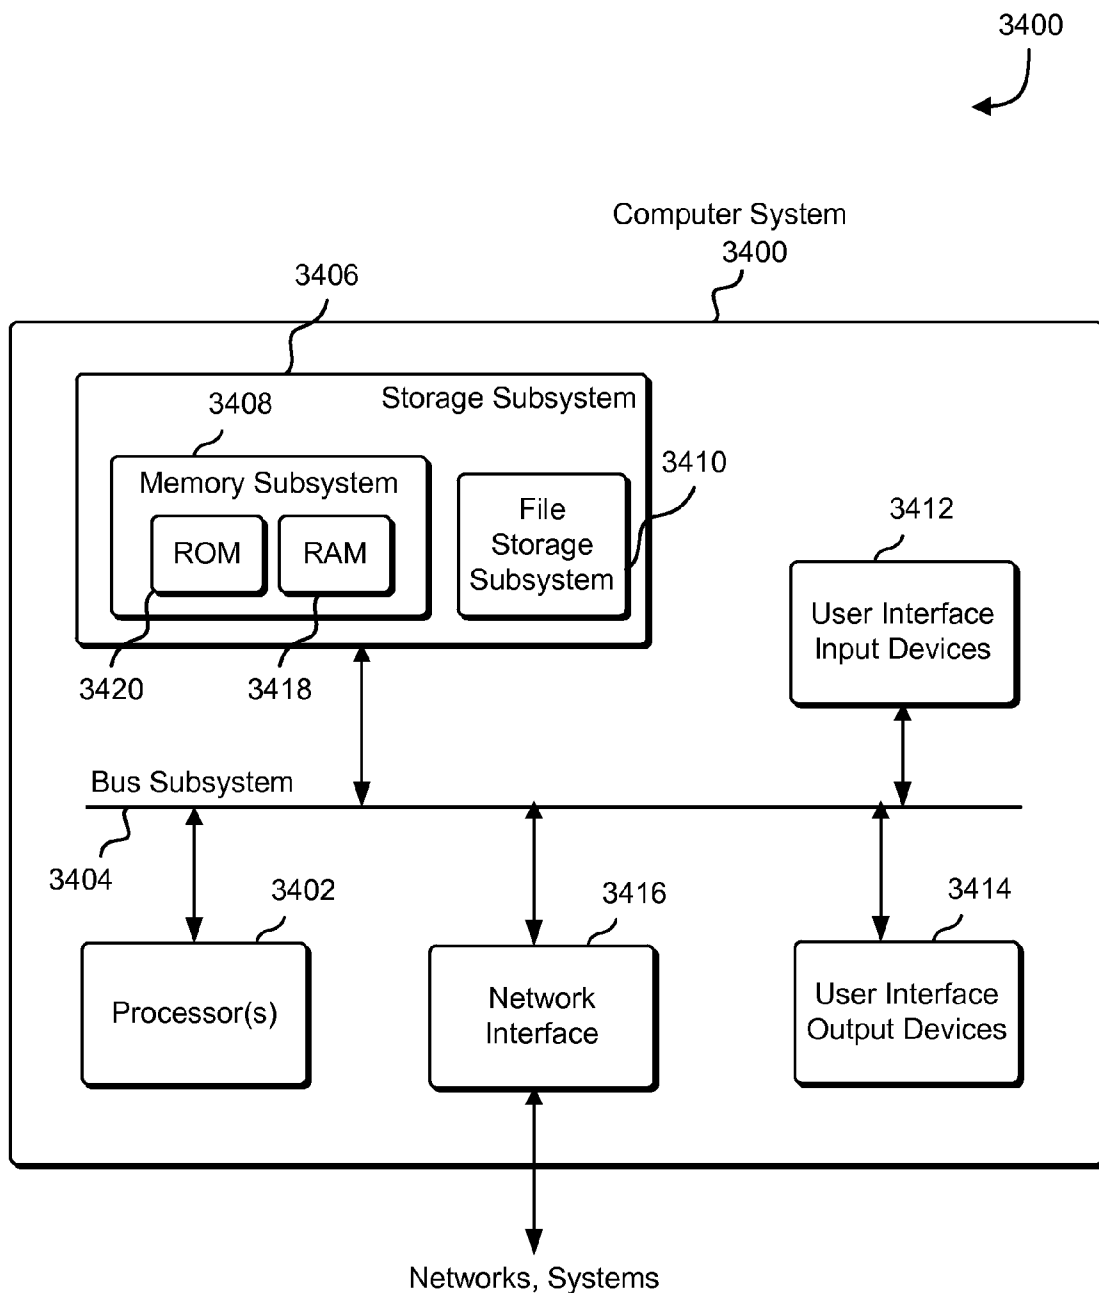 3400
Computer System
3400
3406
Storage Subsystem
3408
Memory Subsystem
ROM
RAM
3410
File
Storage
Subsystem
3420
3418
3412
User Interface
Input Devices
Bus Subsystem
3404
3402
Processor(s)
3416
Network
Interface
3414
User Interface
Output Devices
Networks, Systems